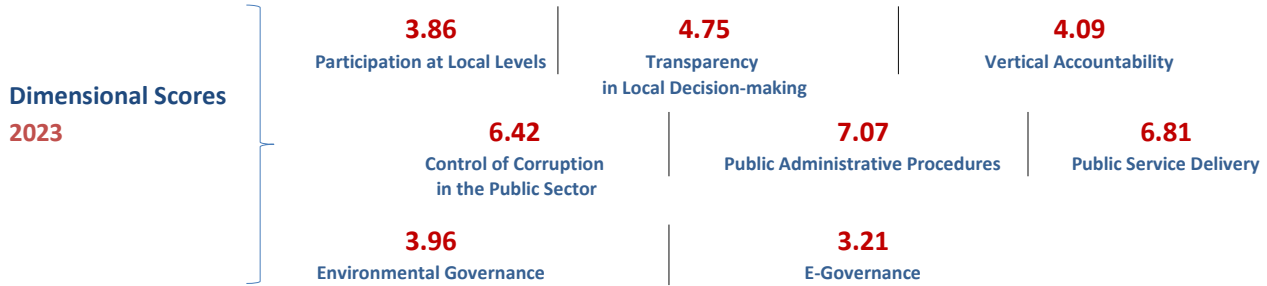 Dimensional Scores
2023
3.86
Participation at Local Levels
4.75
Transparency
in Local Decision-making
4.09
Vertical Accountability
6.42
Control of Corruption
in the Public Sector
7.07
Public Administrative Procedures
6.81
Public Service Delivery
3.96
Environmental Governance
3.21
E-Governance